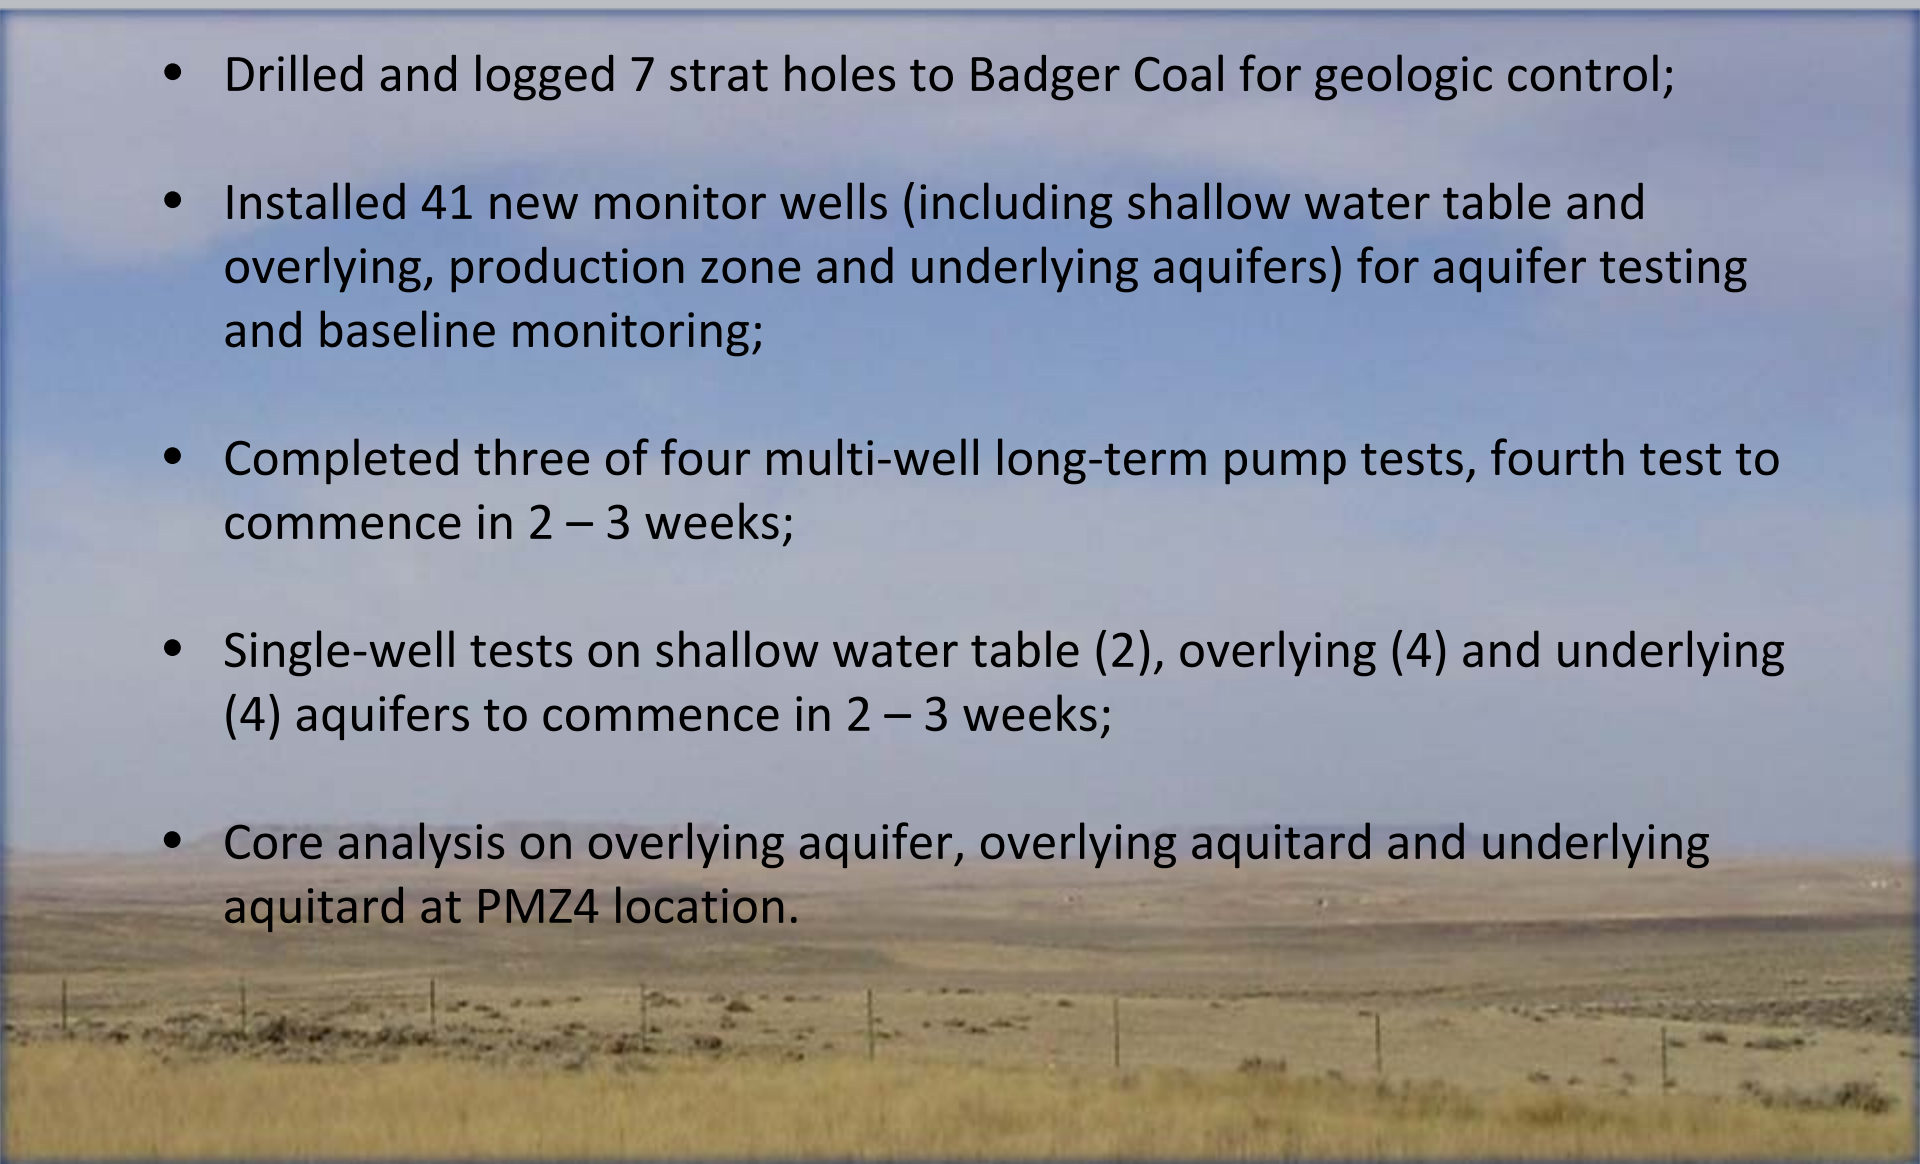 • Drilled and logged 7 strat holes to Badger Coal for geologic control;
• Installed 41 new monitor wells (including shallow water table and
overlying, production zone and underlying aquifers) for aquifer testing
and baseline monitoring;
• Completed three of four multi-well long-term pump tests, fourth test to
commence in 2 – 3 weeks;
• Single-well tests on shallow water table (2), overlying (4) and underlying
(4) aquifers to commence in 2 – 3 weeks;
• Core analysis on overlying aquifer, overlying aquitard and underlying
aquitard at PMZ4 location.